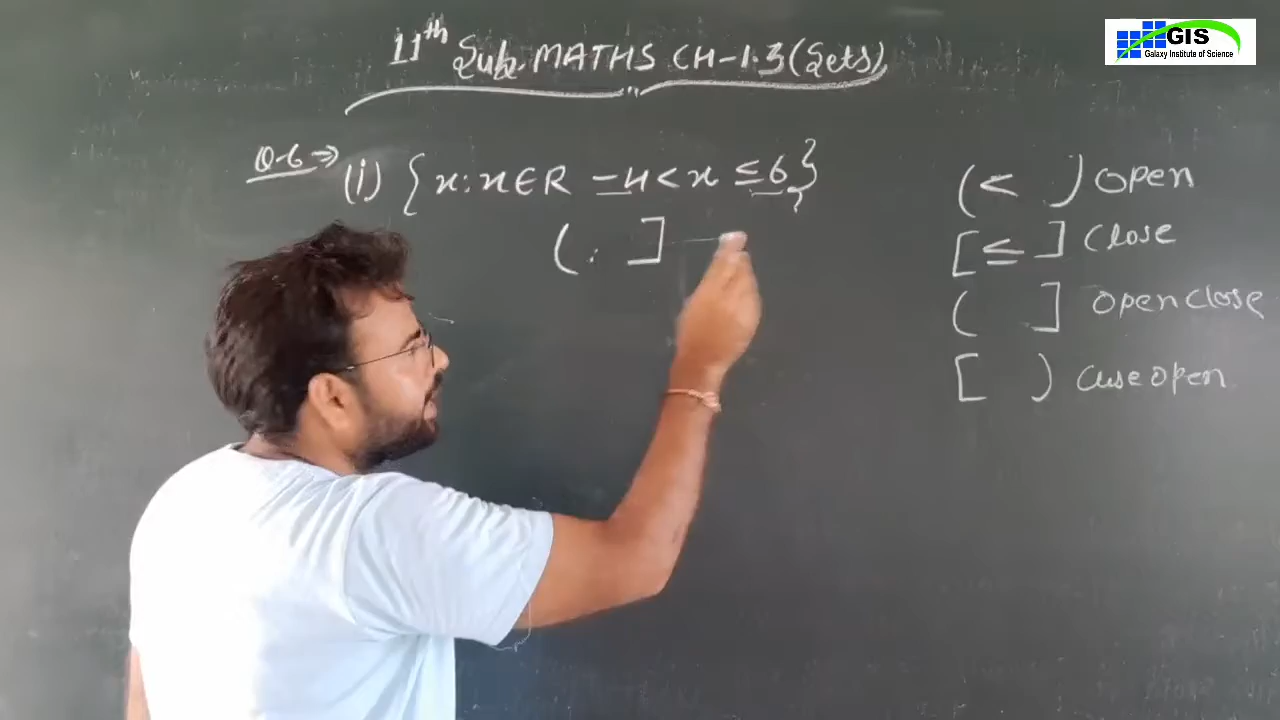 11th Sub. MATHS CH-1.3 (Sets)
GIS
Galaxy Institute of Science
Q-6 ⇒ (i) {x: x∈R -4 < x ≤ 6}
( . ]
( < ) open
[ ≤ ] Close
( ] open close
[ ) close open